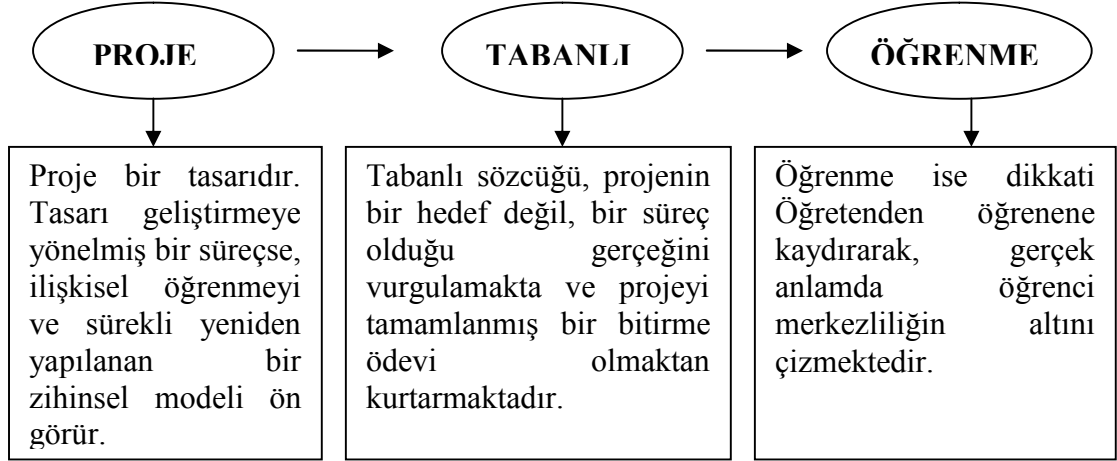 PROJE
TABANLI
ÖĞRENME
Proje bir tasarıdır.
Tasarı geliştirmeye
yönelmiş bir süreçse,
ilişkisel öğrenmeyi
ve sürekli yeniden
yapılanan bir
zihinsel modeli ön
görür.
Tabanlı sözcüğü, projenin
bir hedef değil, bir süreç
olduğu gerçeğini
vurgulamakta ve projeyi
tamamlanmış bir bitirme
ödevi olmaktan
kurtarmaktadır.
Öğrenme ise dikkati
Öğretenden öğrenene
kaydırarak, gerçek
anlamda öğrenci
merkezliliğin altını
çizmektedir.